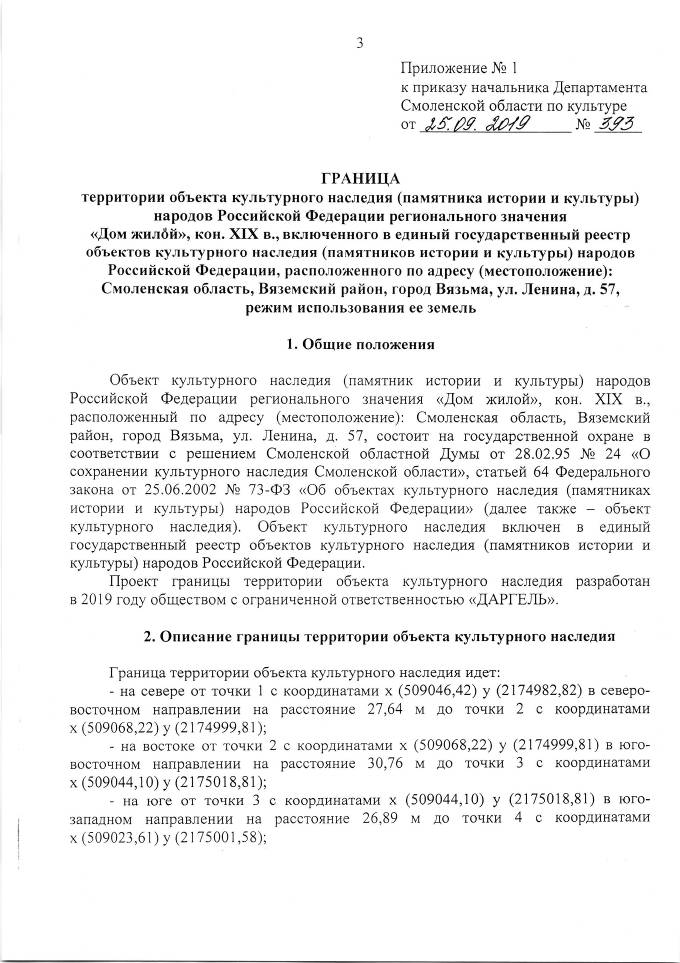 3
Приложение № 1
к приказу начальника Департамента
Смоленской области по культуре
от 25.09. 2019 № 393
ГРАНИЦА
территории объекта культурного наследия (памятника истории и культуры)
народов Российской Федерации регионального значения
«Дом жилой», кон. XIX в., включенного в единый государственный реестр
объектов культурного наследия (памятников истории и культуры) народов
Российской Федерации, расположенного по адресу (местоположение):
Смоленская область, Вяземский район, город Вязьма, ул. Ленина, д. 57,
режим использования ее земель
1. Общие положения
Объект культурного наследия (памятник истории и культуры) народов
Российской Федерации регионального значения «Дом жилой», кон. XIX в.,
расположенный по адресу (местоположение): Смоленская область, Вяземский
район, город Вязьма, ул. Ленина, д. 57, состоит на государственной охране в
соответствии с решением Смоленской областной Думы от 28.02.95 № 24 «О
сохранении культурного наследия Смоленской области», статьей 64 Федерального
закона от 25.06.2002 № 73-ФЗ «Об объектах культурного наследия (памятниках
истории и культуры) народов Российской Федерации» (далее также – объект
культурного наследия). Объект культурного наследия включен в единый
государственный реестр объектов культурного наследия (памятников истории и
культуры) народов Российской Федерации.
Проект границы территории объекта культурного наследия разработан
в 2019 году обществом с ограниченной ответственностью «ДАРГЕЛЬ».
2. Описание границы территории объекта культурного наследия
Граница территории объекта культурного наследия идет:
- на севере от точки 1 с координатами x (509046,42) y (2174982,82) в северо-
восточном направлении на расстояние 27,64 м до точки 2 с координатами
x (509068,22) y (2174999,81);
- на востоке от точки 2 с координатами x (509068,22) y (2174999,81) в юго-
восточном направлении на расстояние 30,76 м до точки 3 с координатами
x (509044,10) y (2175018,81);
- на юге от точки 3 с координатами x (509044,10) y (2175018,81) в юго-
западном направлении на расстояние 26,89 м до точки 4 с координатами
x (509023,61) y (2175001,58);